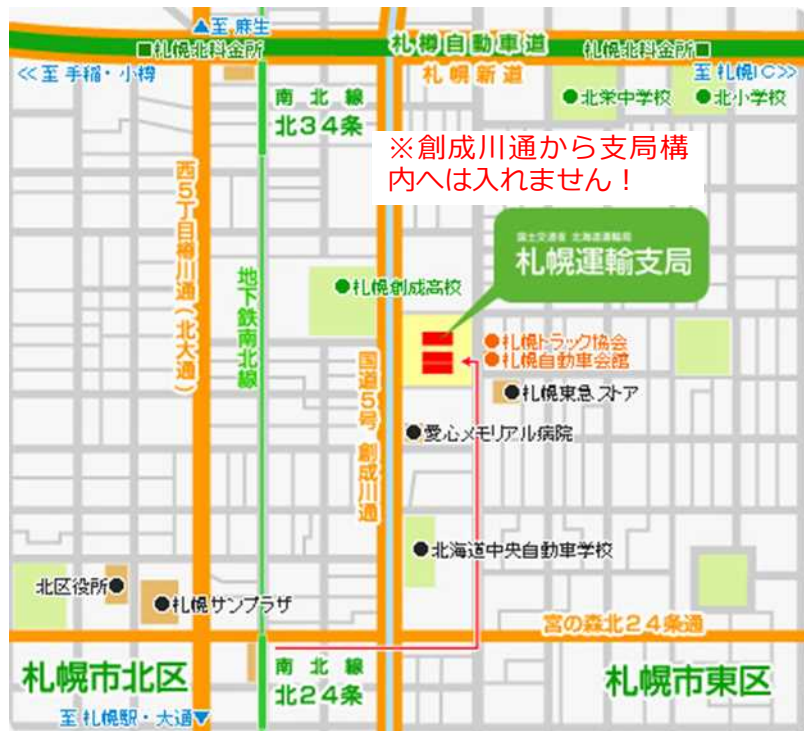 ▲至 麻生
■札幌北料金所
札樽自動車道
札幌北料金所■
≪至 手稲・小樽
札幌新道
至 札幌IC≫
南北線
北34条
●北栄中学校
●北小学校
※創成川通から支局構
内へは入れません！
西5丁目樽川通(北大通)
国土交通省 北海道運輸局
札幌運輸支局
地下鉄南北線
●札幌創成高校
●札幌トラック協会
●札幌自動車会館
国道5号 創成川通
●札幌東急ストア
●愛心メモリアル病院
●北海道中央自動車学校
北区役所●
●札幌サンプラザ
宮の森北24条通
札幌市北区
南北線
北24条
札幌市東区
至 札幌駅・大通▼